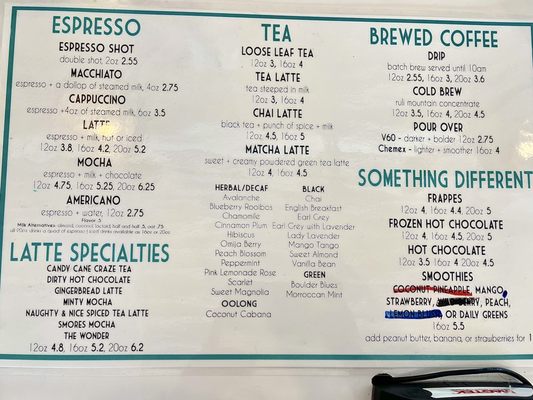 ESPRESSO
ESPRESSO SHOT
double shot, 2oz 2.55
MACCHIATO
espresso + a dollop of steamed milk, 4oz 2.75
CAPPUCCINO
espresso +4oz of steamed milk, 6oz 3.5
LATTE
espresso + milk, hot or iced
12oz 3.8, 16oz 4.2, 20oz 5.2
MOCHA
espresso + milk + chocolate
12oz 4.75, 16oz 5.25, 20oz 6.25
AMERICANO
espresso + water, 12oz 2.75
Flavor .5
LATTE SPECIALTIES
CANDY CANE CRAZE TEA
DIRTY HOT CHOCOLATE
GINGERBREAD LATTE
MINTY MOCHA
NAUGHTY & NICE SPICED TEA LATTE
SMORES MOCHA
THE WONDER
12oz 4.8, 16oz 5.2, 20oz 6.2
TEA
LOOSE LEAF TEA
12oz 3, 16oz 4
TEA LATTE
tea steeped in milk
12oz 3, 16oz 4
CHAI LATTE
black tea + punch of spice + milk
12oz 4.5, 16oz 5
MATCHA LATTE
sweet + creamy powdered green tea latte
12oz 4, 16oz 4.5
HERBAL/DECAF
Avalanche
Blueberry Rooibos
Chamomile
Cinnamon Plum
Hibiscus
Omija Berry
Peach Blossom
Peppermint
Pink Lemonade Rose
Scarlet
Sweet Magnolia
OOLONG
Coconut Cabana
BLACK
Chai
English Breakfast
Earl Grey
Earl Grey with Lavender
Lady Lavender
Mango Tango
Sweet Almond
Vanilla Bean
GREEN
Boulder Blues
Morroccan Mint
BREWED COFFEE
DRIP
batch brew served until 10am
12oz 2.55, 16oz 3, 20oz 3.6
COLD BREW
ruli mountain concentrate
12oz 3.5, 16oz 4, 20oz 4.5
POUR OVER
V60 - darker + bolder 12oz 2.75
Chemex - lighter + smoother 16oz 4
SOMETHING DIFFERENT
FRAPPES
12oz 4, 16oz 4.4, 20oz 5
FROZEN HOT CHOCOLATE
12oz 4, 16oz 4.5, 20oz 5
HOT CHOCOLATE
12oz 3.5 16oz 4 20oz 4.5
SMOOTHIES
COCONUT PINEAPPLE, MANGO,
STRAWBERRY, PEACH,
OR DAILY GREENS
16oz 5.5
add peanut butter, banana, or strawberries for 1